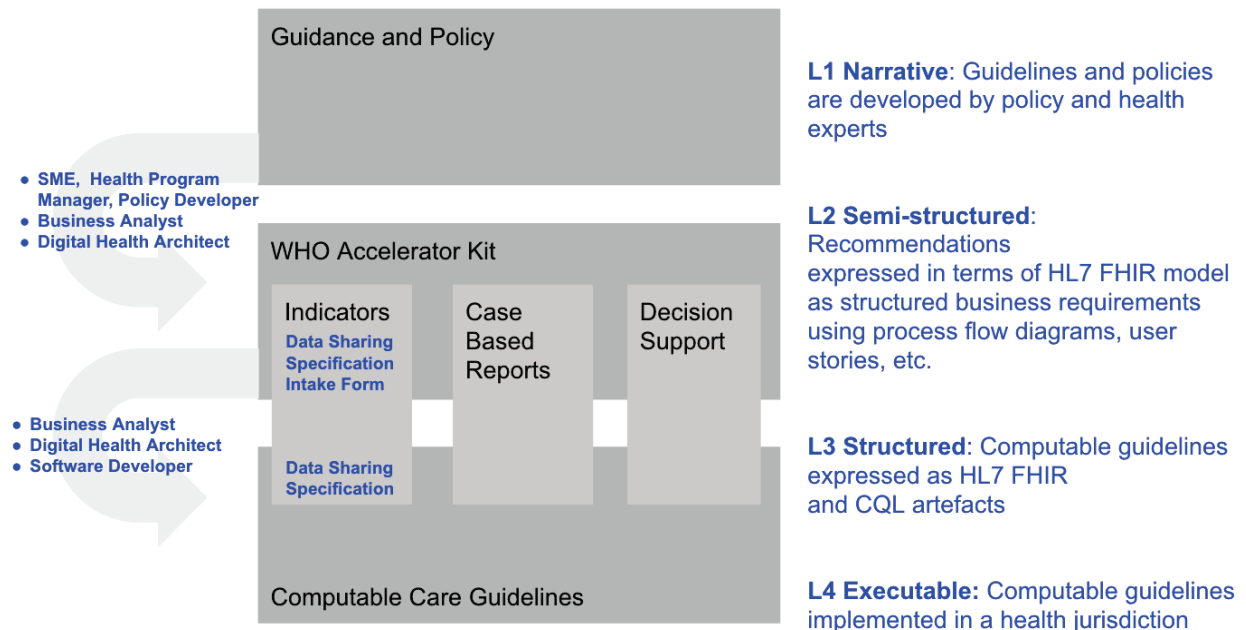 Guidance and Policy
L1 Narrative: Guidelines and policies
are developed by policy and health
experts
● SME,  Health Program
Manager, Policy Developer
● Business Analyst
● Digital Health Architect
L2 Semi-structured:
Recommendations
expressed in terms of HL7 FHIR model
as structured business requirements
using process flow diagrams, user
stories, etc.
WHO Accelerator Kit
Indicators
Data Sharing
Specification
Intake Form
Case
Based
Reports
Decision
Support
● Business Analyst
● Digital Health Architect
● Software Developer
Data Sharing
Specification
L3 Structured: Computable guidelines
expressed as HL7 FHIR
and CQL artefacts
Computable Care Guidelines
L4 Executable: Computable guidelines
implemented in a health jurisdiction